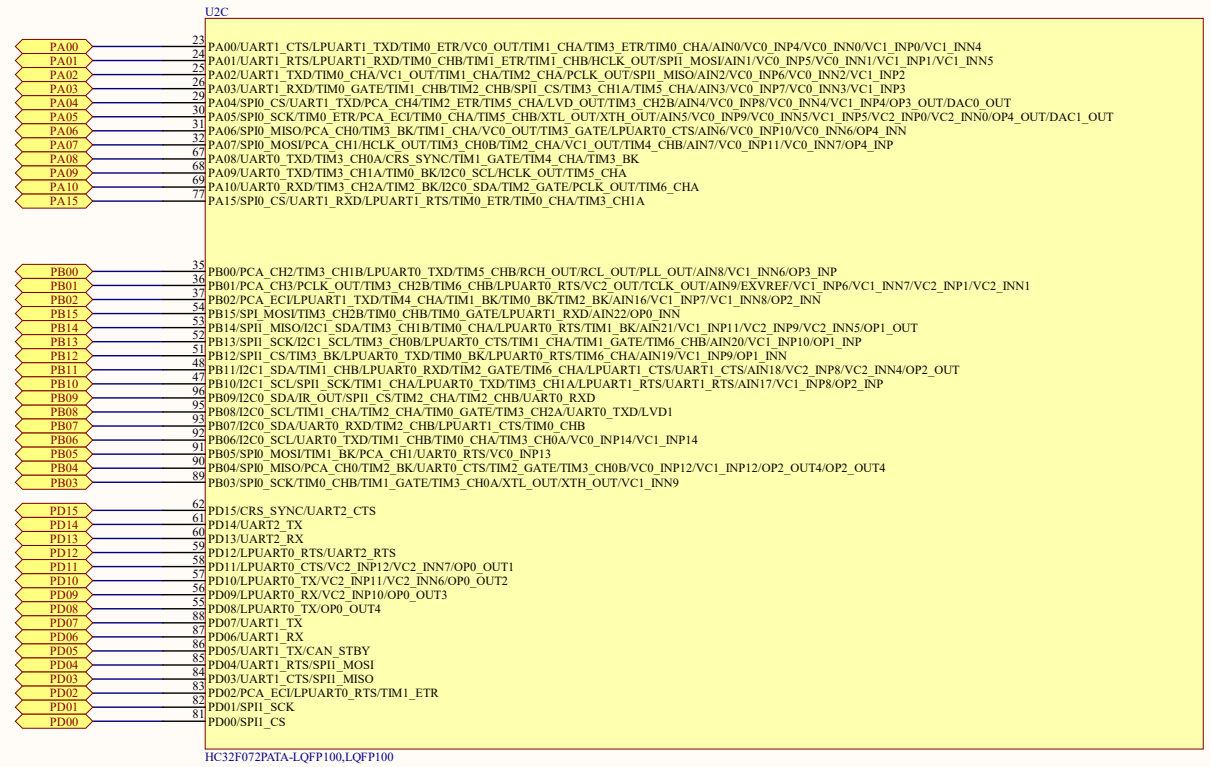 U2C
PA00 23 PA00/UART1_CTS/LPUART1_TXD/TIM0_ETR/VC0_OUT/TIM1_CHA/TIM3_ETR/TIM0_CHA/AIN0/VC0_INP4/VC0_INN0/VC1_INP0/VC1_INN4
PA01 24 PA01/UART1_RTS/LPUART1_RXD/TIM0_CHB/TIM1_ETR/TIM1_CHB/HCLK_OUT/SPI1_MOSI/AIN1/VC0_INP5/VC0_INN1/VC1_INP1/VC1_INN5
PA02 25 PA02/UART1_TXD/TIM0_CHA/VC1_OUT/TIM1_CHA/TIM2_CHA/PCLK_OUT/SPI1_MISO/AIN2/VC0_INP6/VC0_INN2/VC1_INP2
PA03 26 PA03/UART1_RXD/TIM0_GATE/TIM1_CHB/TIM2_CHB/SPI1_CS/TIM3_CH1A/TIM5_CHA/AIN3/VC0_INP7/VC0_INN3/VC1_INP3
PA04 29 PA04/SPI0_CS/UART1_TXD/PCA_CH4/TIM2_ETR/TIM5_CHA/LVD_OUT/TIM3_CH2B/AIN4/VC0_INP8/VC0_INN4/VC1_INP4/OP3_OUT/DAC0_OUT
PA05 30 PA05/SPI0_SCK/TIM0_ETR/PCA_ECI/TIM0_CHA/TIM5_CHB/XTL_OUT/XTH_OUT/AIN5/VC0_INP9/VC0_INN5/VC1_INP5/VC2_INP0/VC2_INN0/OP4_OUT/DAC1_OUT
PA06 31 PA06/SPI0_MISO/PCA_CH0/TIM3_BK/TIM1_CHA/VC0_OUT/TIM3_GATE/LPUART0_CTS/AIN6/VC0_INP10/VC0_INN6/OP4_INN
PA07 32 PA07/SPI0_MOSI/PCA_CH1/HCLK_OUT/TIM3_CH0B/TIM2_CHA/VC1_OUT/TIM4_CHB/AIN7/VC0_INP11/VC0_INN7/OP4_INP
PA08 67 PA08/UART0_TXD/TIM3_CH0A/CRS_SYNC/TIM1_GATE/TIM4_CHA/TIM3_BK
PA09 68 PA09/UART0_TXD/TIM3_CH1A/TIM0_BK/I2C0_SCL/HCLK_OUT/TIM5_CHA
PA10 69 PA10/UART0_RXD/TIM3_CH2A/TIM2_BK/I2C0_SDA/TIM2_GATE/PCLK_OUT/TIM6_CHA
PA15 77 PA15/SPI0_CS/UART1_RXD/LPUART1_RTS/TIM0_ETR/TIM0_CHA/TIM3_CH1A
PB00 35 PB00/PCA_CH2/TIM3_CH1B/LPUART0_TXD/TIM5_CHB/RCH_OUT/RCL_OUT/PLL_OUT/AIN8/VC1_INN6/OP3_INP
PB01 36 PB01/PCA_CH3/PCLK_OUT/TIM3_CH2B/TIM6_CHB/LPUART0_RTS/VC2_OUT/TCLK_OUT/AIN9/EXVREF/VC1_INP6/VC1_INN7/VC2_INP1/VC2_INN1
PB02 37 PB02/PCA_ECI/LPUART1_TXD/TIM4_CHA/TIM1_BK/TIM0_BK/TIM2_BK/AIN16/VC1_INP7/VC1_INN8/OP2_INN
PB15 54 PB15/SPI_MOSI/TIM3_CH2B/TIM0_CHB/TIM0_GATE/LPUART1_RXD/AIN22/OP0_INN
PB14 53 PB14/SPI1_MISO/I2C1_SDA/TIM3_CH1B/TIM0_CHA/LPUART0_RTS/TIM1_BK/AIN21/VC1_INP11/VC2_INP9/VC2_INN5/OP1_OUT
PB13 52 PB13/SPI1_SCK/I2C1_SCL/TIM3_CH0B/LPUART0_CTS/TIM1_CHA/TIM1_GATE/TIM6_CHB/AIN20/VC1_INP10/OP1_INP
PB12 51 PB12/SPI1_CS/TIM3_BK/LPUART0_TXD/TIM0_BK/LPUART0_RTS/TIM6_CHA/AIN19/VC1_INP9/OP1_INN
PB11 48 PB11/I2C1_SDA/TIM1_CHB/LPUART0_RXD/TIM2_GATE/TIM6_CHA/LPUART1_CTS/UART1_CTS/AIN18/VC2_INP8/VC2_INN4/OP2_OUT
PB10 47 PB10/I2C1_SCL/SPI1_SCK/TIM1_CHA/LPUART0_TXD/TIM3_CH1A/LPUART1_RTS/UART1_RTS/AIN17/VC1_INP8/OP2_INP
PB09 96 PB09/I2C0_SDA/IR_OUT/SPI1_CS/TIM2_CHA/TIM2_CHB/UART0_RXD
PB08 95 PB08/I2C0_SCL/TIM1_CHA/TIM2_CHA/TIM0_GATE/TIM3_CH2A/UART0_TXD/LVD1
PB07 93 PB07/I2C0_SDA/UART0_RXD/TIM2_CHB/LPUART1_CTS/TIM0_CHB
PB06 92 PB06/I2C0_SCL/UART0_TXD/TIM1_CHB/TIM0_CHA/TIM3_CH0A/VC0_INP14/VC1_INP14
PB05 91 PB05/SPI0_MOSI/TIM1_BK/PCA_CH1/UART0_RTS/VC0_INP13
PB04 90 PB04/SPI0_MISO/PCA_CH0/TIM2_BK/UART0_CTS/TIM2_GATE/TIM3_CH0B/VC0_INP12/VC1_INP12/OP2_OUT4/OP2_OUT4
PB03 89 PB03/SPI0_SCK/TIM0_CHB/TIM1_GATE/TIM3_CH0A/XTL_OUT/XTH_OUT/VC1_INN9
PD15 62 PD15/CRS_SYNC/UART2_CTS
PD14 61 PD14/UART2_TX
PD13 60 PD13/UART2_RX
PD12 59 PD12/LPUART0_RTS/UART2_RTS
PD11 58 PD11/LPUART0_CTS/VC2_INP12/VC2_INN7/OP0_OUT1
PD10 57 PD10/LPUART0_TX/VC2_INP11/VC2_INN6/OP0_OUT2
PD09 56 PD09/LPUART0_RX/VC2_INP10/OP0_OUT3
PD08 55 PD08/LPUART0_TX/OP0_OUT4
PD07 88 PD07/UART1_TX
PD06 87 PD06/UART1_RX
PD05 86 PD05/UART1_TX/CAN_STBY
PD04 85 PD04/UART1_RTS/SPI1_MOSI
PD03 84 PD03/UART1_CTS/SPI1_MISO
PD02 83 PD02/PCA_ECI/LPUART0_RTS/TIM1_ETR
PD01 82 PD01/SPI1_SCK
PD00 81 PD00/SPI1_CS
HC32F072PATA-LQFP100,LQFP100